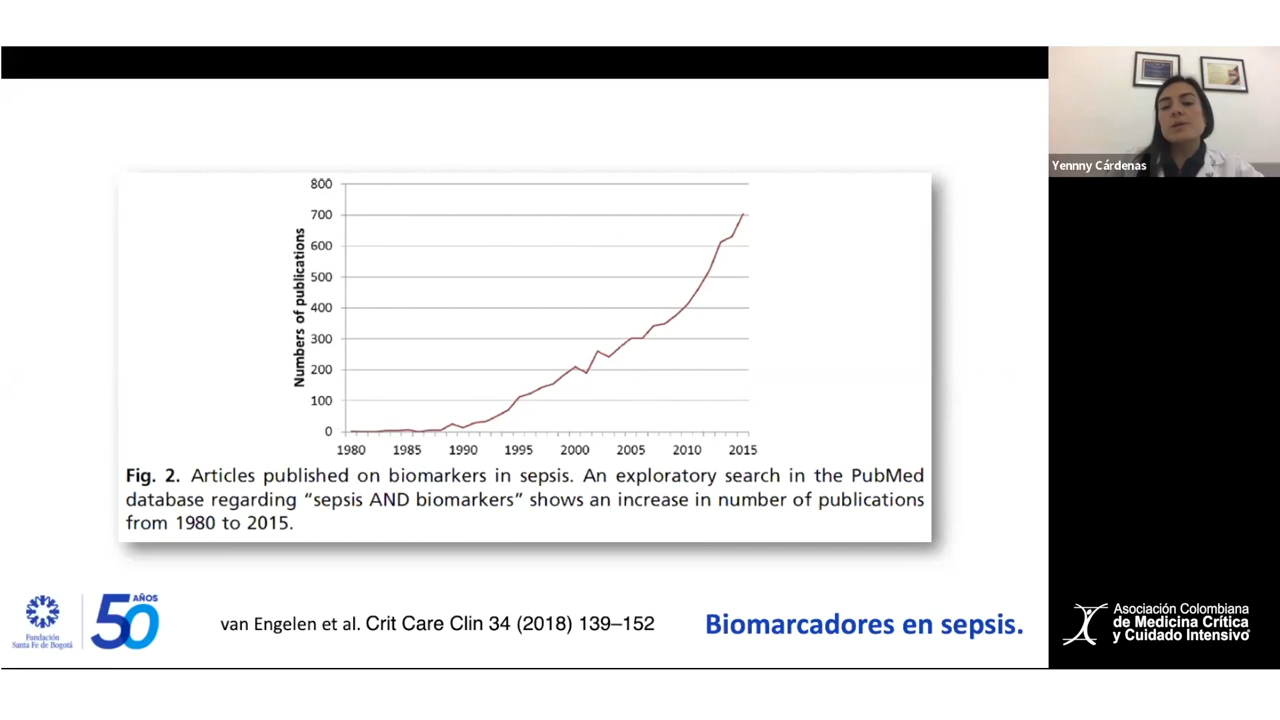 Yennny Cárdenas
800
700
600
500
400
300
200
100
0
Numbers of publications
1980 1985 1990 1995 2000 2005 2010 2015
Fig. 2. Articles published on biomarkers in sepsis. An exploratory search in the PubMed
database regarding “sepsis AND biomarkers” shows an increase in number of publications
from 1980 to 2015.
Fundación
Santa Fe de Bogotá
50 AÑOS
van Engelen et al. Crit Care Clin 34 (2018) 139–152
Biomarcadores en sepsis.
Asociación Colombiana
de Medicina Crítica
y Cuidado Intensivo